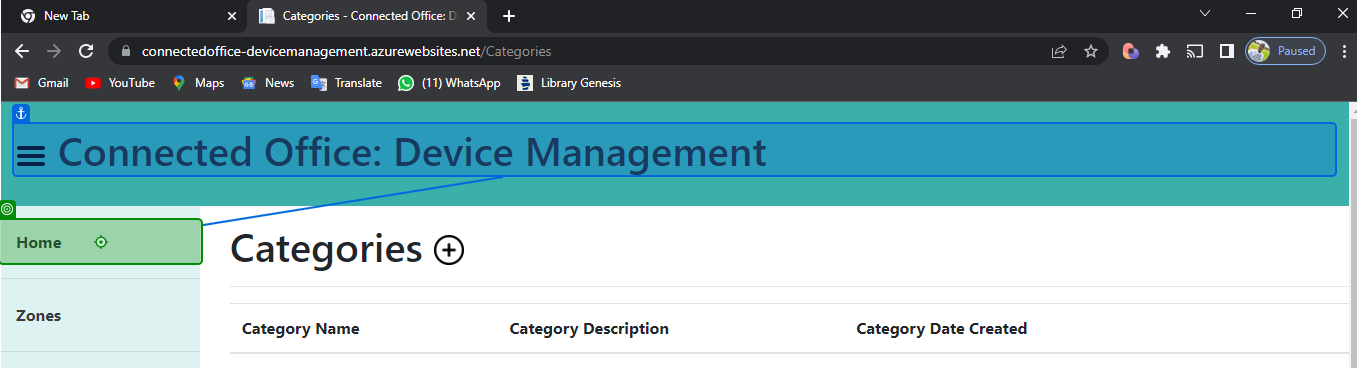 New Tab
Categories - Connected Office: D
connectedoffice-devicemanagement.azurewebsites.net/Categories
Paused
Gmail
YouTube
Maps
News
Translate
(11) WhatsApp
Library Genesis
Connected Office: Device Management
Home
Categories
Zones
Category Name
Category Description
Category Date Created